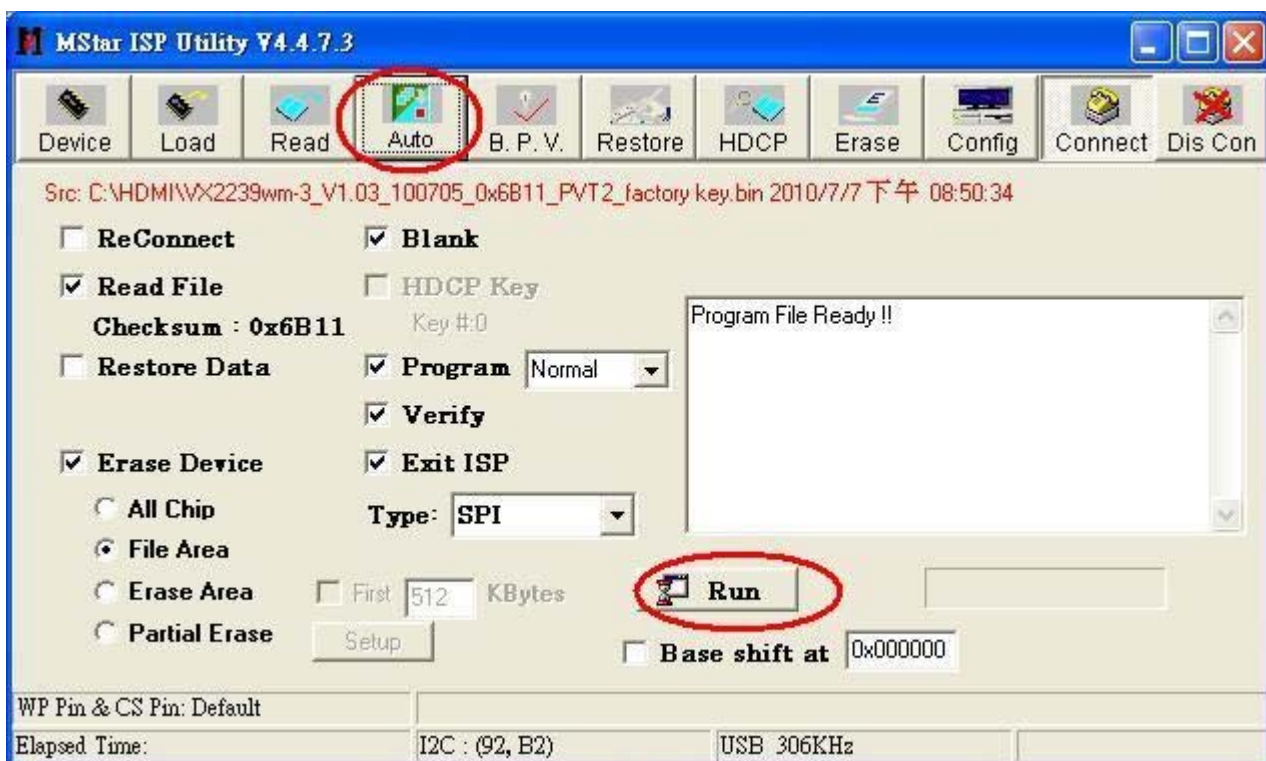 MStar ISP Utility V4.4.7.3
Device Load Read Auto B. P. V. Restore HDCP Erase Config Connect Dis Con
Src: C:\HDMI\VX2239wm-3_V1.03_100705_0x6B11_PVT2_factory key.bin 2010/7/7 下午 08:50:34
ReConnect
Blank
Read File
HDCP Key
Checksum : 0x6B11
Key #:0
Program File Ready !!
Restore Data
Program Normal
Verify
Erase Device
Exit ISP
All Chip
Type: SPI
File Area
Erase Area
First 512 KBytes
Run
Partial Erase
Setup
Base shift at 0x000000
WP Pin & CS Pin: Default
Elapsed Time:
I2C : (92, B2)
USB 306KHz